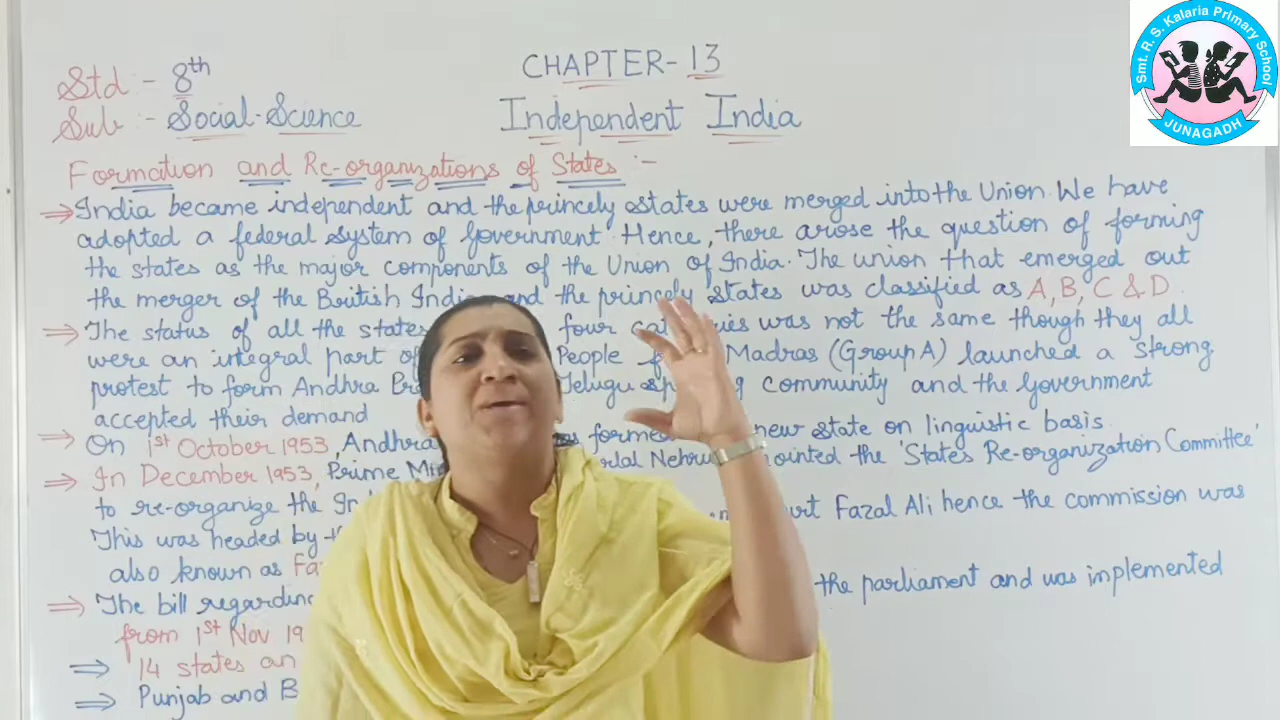 Smt. R. S. Kalaria Primary School
JUNAGADH
Std :- 8th
CHAPTER-13
Sub :- Social-Science
Independent India
Formation and Re-organizations of States :-
⇒ India became independent and the princely states were merged into the Union. We have
adopted a federal system of Government. Hence, there arose the question of forming
the states as the major components of the Union of India. The union that emerged out
the merger of the British India and the princely states was classified as A, B, C & D.
⇒ The status of all the states four was not the same though they all
were an integral part of People Madras (Group A) launched a strong
protest to form Andhra Telugu community and the Government
accepted their demand
⇒ On 1st October 1953, Andhra formed new state on linguistic basis.
⇒ In December 1953, Prime Nehru the 'State's Re-organization Committee'
to re-organize the Fazal Ali hence the commission was
This was headed by
also known as
⇒ The bill regarding the parliament and was implemented
from 1st Nov 19
⇒ 14 states an
⇒ Punjab and B